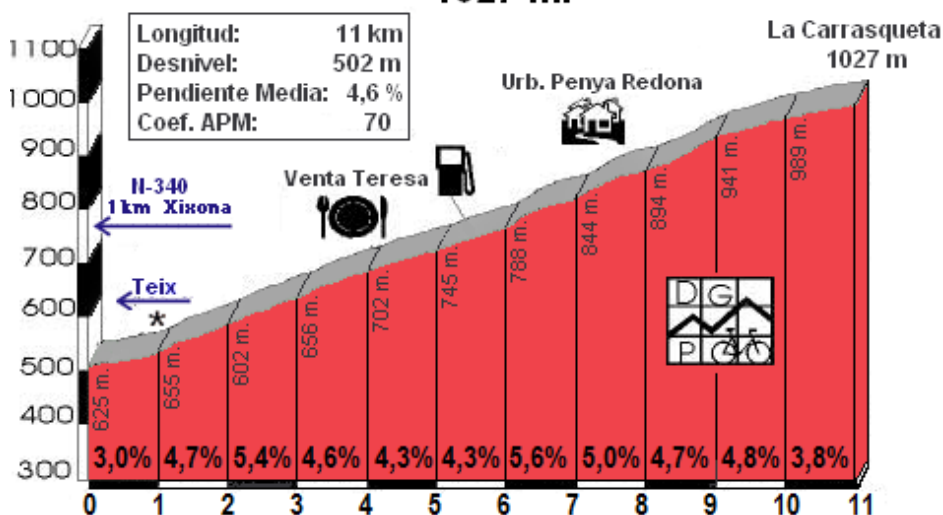 1027 m.
Longitud: 11 km
Desnivel: 502 m
Pendiente Media: 4,6 %
Coef. APM: 70
La Carrasqueta
1027 m
Urb. Penya Redona
Venta Teresa
N-340
1 km Xixona
Teix
*
1100
1000
900
800
700
600
500
400
300
625 m.
655 m.
602 m.
656 m.
702 m.
745 m.
788 m.
844 m.
894 m.
941 m.
989 m.
D G
P
3,0% 4,7% 5,4% 4,6% 4,3% 4,3% 5,6% 5,0% 4,7% 4,8% 3,8%
0 1 2 3 4 5 6 7 8 9 10 11